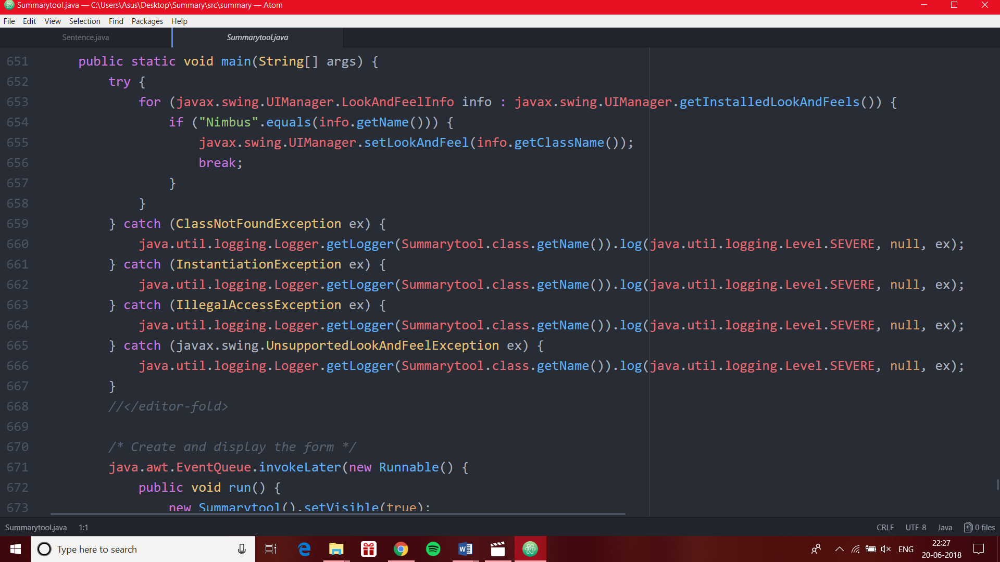 Summarytool.java — C:\Users\Asus\Desktop\Summary\src\summary — Atom
File Edit View Selection Find Packages Help
Sentence.java Summarytool.java
651 public static void main(String[] args) {
652 try {
653 for (javax.swing.UIManager.LookAndFeelInfo info : javax.swing.UIManager.getInstalledLookAndFeels()) {
654 if ("Nimbus".equals(info.getName())) {
655 javax.swing.UIManager.setLookAndFeel(info.getClassName());
656 break;
657 }
658 }
659 } catch (ClassNotFoundException ex) {
660 java.util.logging.Logger.getLogger(Summarytool.class.getName()).log(java.util.logging.Level.SEVERE, null, ex);
661 } catch (InstantiationException ex) {
662 java.util.logging.Logger.getLogger(Summarytool.class.getName()).log(java.util.logging.Level.SEVERE, null, ex);
663 } catch (IllegalAccessException ex) {
664 java.util.logging.Logger.getLogger(Summarytool.class.getName()).log(java.util.logging.Level.SEVERE, null, ex);
665 } catch (javax.swing.UnsupportedLookAndFeelException ex) {
666 java.util.logging.Logger.getLogger(Summarytool.class.getName()).log(java.util.logging.Level.SEVERE, null, ex);
667 }
668 //</editor-fold>
669
670 /* Create and display the form */
671 java.awt.EventQueue.invokeLater(new Runnable() {
672 public void run() {
673 new Summarytool().setVisible(true);
Summarytool.java 1:1 CRLF UTF-8 Java 0 files
Type here to search ENG 22:27
20-06-2018